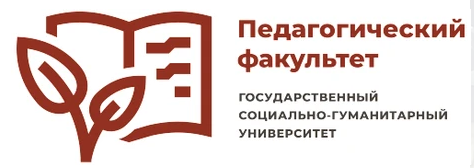 Педагогический
факультет
ГОСУДАРСТВЕННЫЙ
СОЦИАЛЬНО-ГУМАНИТАРНЫЙ
УНИВЕРСИТЕТ